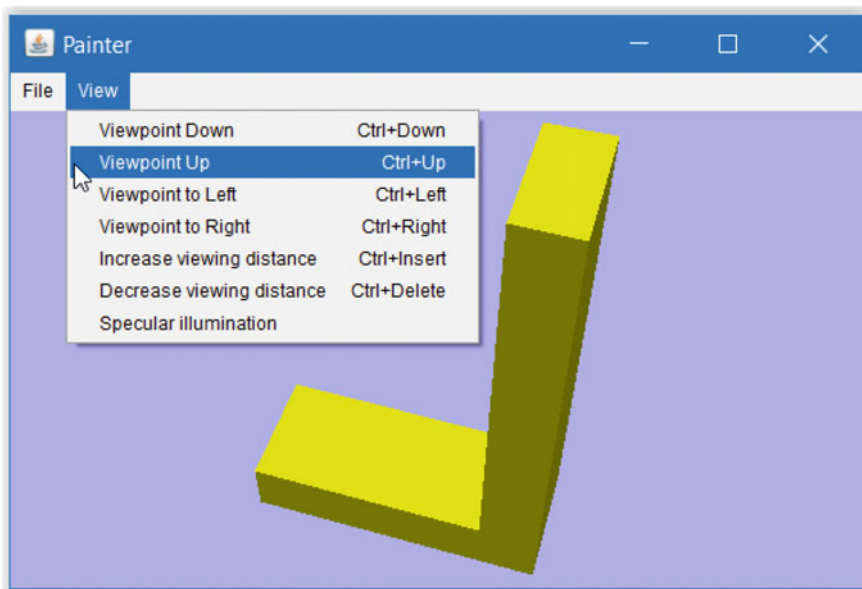 Painter
File View
Viewpoint Down Ctrl+Down
Viewpoint Up Ctrl+Up
Viewpoint to Left Ctrl+Left
Viewpoint to Right Ctrl+Right
Increase viewing distance Ctrl+Insert
Decrease viewing distance Ctrl+Delete
Specular illumination